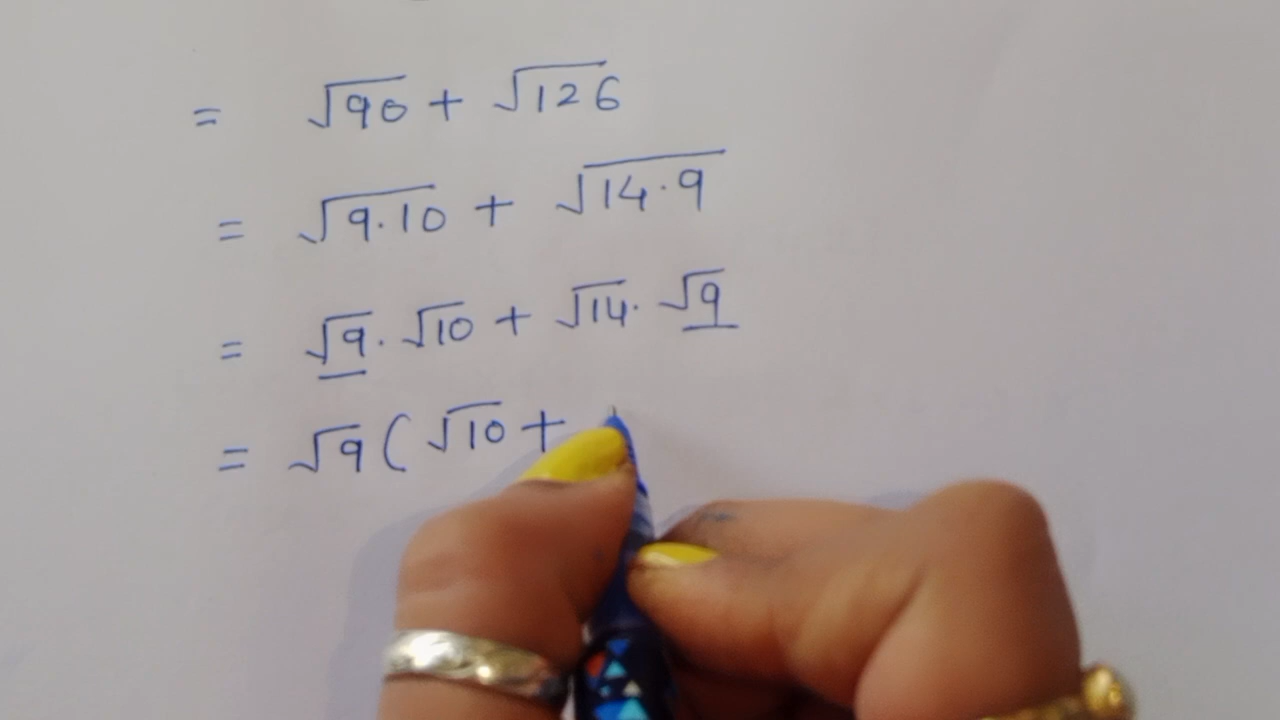 = √90 + √126
= √9·10 + √14·9
= √9 · √10 + √14 · √9
= √9 ( √10 +